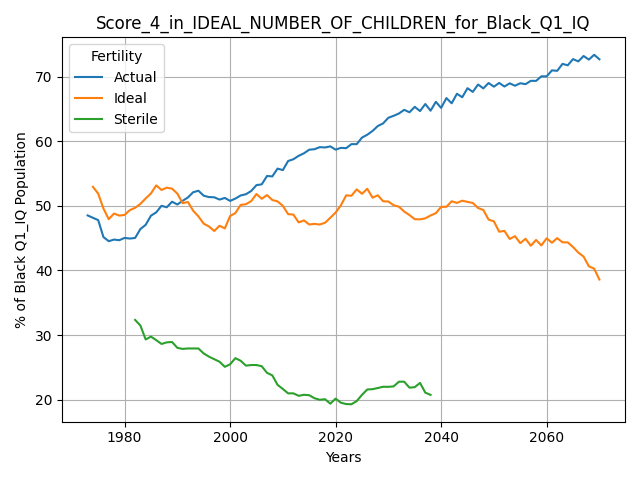 Score_4_in_IDEAL_NUMBER_OF_CHILDREN_for_Black_Q1_IQ
Fertility
Actual
Ideal
Sterile
% of Black Q1_IQ Population
70
60
50
40
30
20
1980
2000
2020
2040
2060
Years